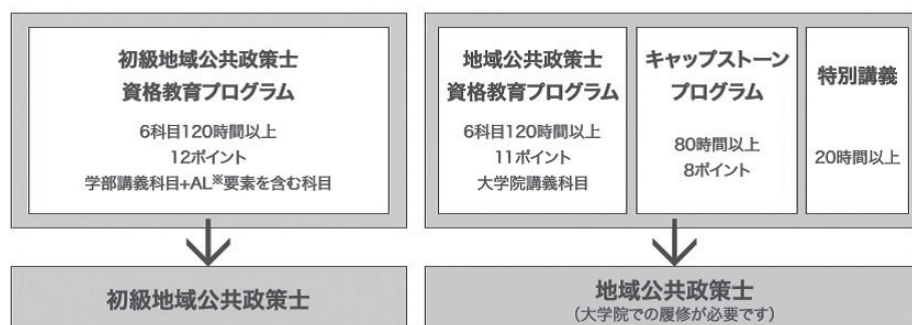 初級地域公共政策士
資格教育プログラム
6科目120時間以上
12ポイント
学部講義科目+AL※要素を含む科目
初級地域公共政策士
地域公共政策士
資格教育プログラム
6科目120時間以上
11ポイント
大学院講義科目
キャップストーン
プログラム
80時間以上
8ポイント
特別講義
20時間以上
地域公共政策士
(大学院での履修が必要です)